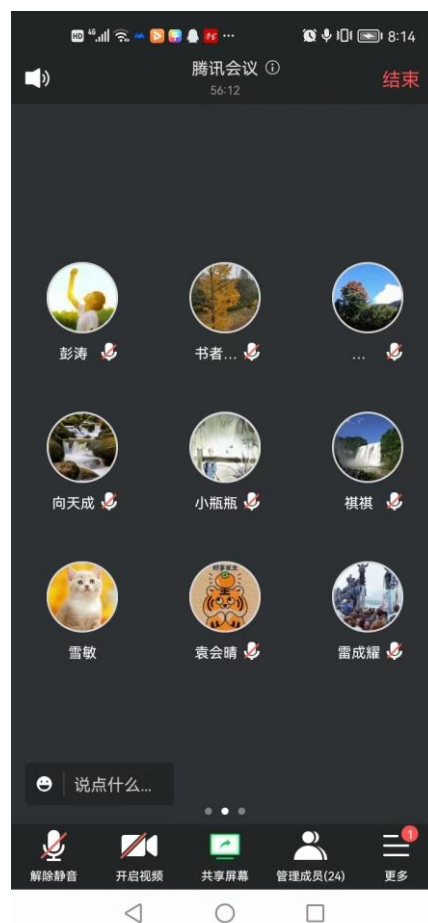 HD 46 8:14
腾讯会议
56:12
结束
彭涛
书者...
...
向天成
小瓶瓶
祺祺
雪敏
袁会晴
雷成耀
说点什么...
1
解除静音
开启视频
共享屏幕
管理成员(24)
更多